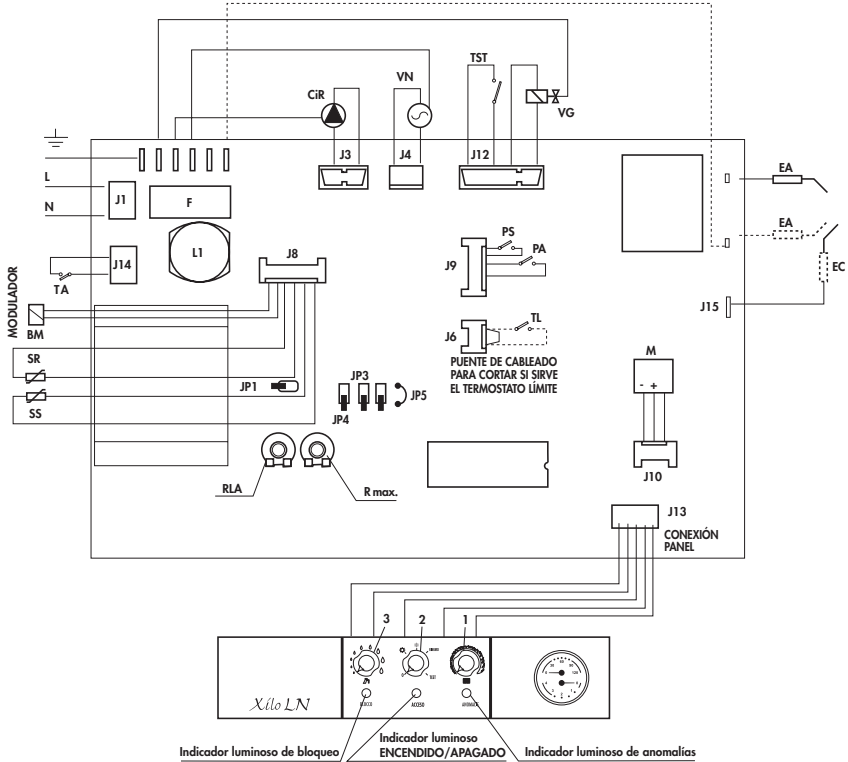 TST
VN
CiR
VG
J3
J4
J12
L
N
J1
F
EA
L1
EA
J14
J8
PS
PA
J9
EC
TA
MODULADOR
BM
J15
TL
J6
SR
M
PUENTE DE CABLEADO
PARA CORTAR SI SIRVE
EL TERMOSTATO LÍMITE
JP1
JP3
JP5
- +
SS
JP4
J10
RLA
R max.
J13
CONEXIÓN
PANEL
3
2
1
Xilo LN
BLOCCO
ACCESO
ANOMALIE
Indicador luminoso de bloqueo
Indicador luminoso
ENCENDIDO/APAGADO
Indicador luminoso de anomalías